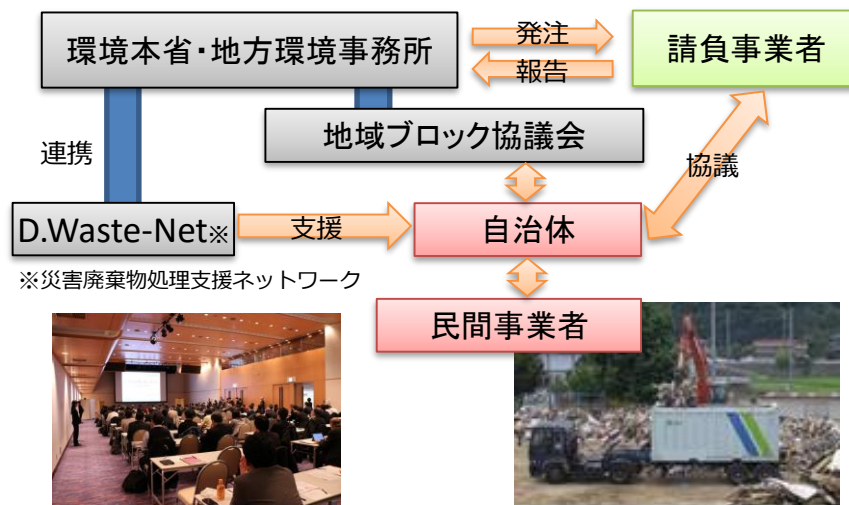 環境本省・地方環境事務所
発注
報告
請負事業者
連携
地域ブロック協議会
協議
D.Waste-Net※
支援
自治体
※災害廃棄物処理支援ネットワーク
民間事業者